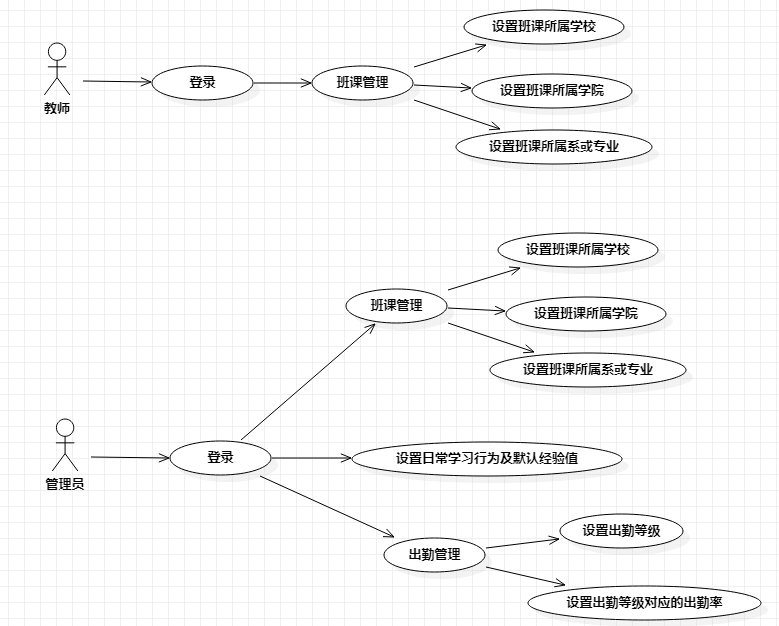 设置班课所属学校
登录
班课管理
设置班课所属学院
教师
设置班课所属系或专业
设置班课所属学校
班课管理
设置班课所属学院
设置班课所属系或专业
登录
设置日常学习行为及默认经验值
管理员
设置出勤等级
出勤管理
设置出勤等级对应的出勤率